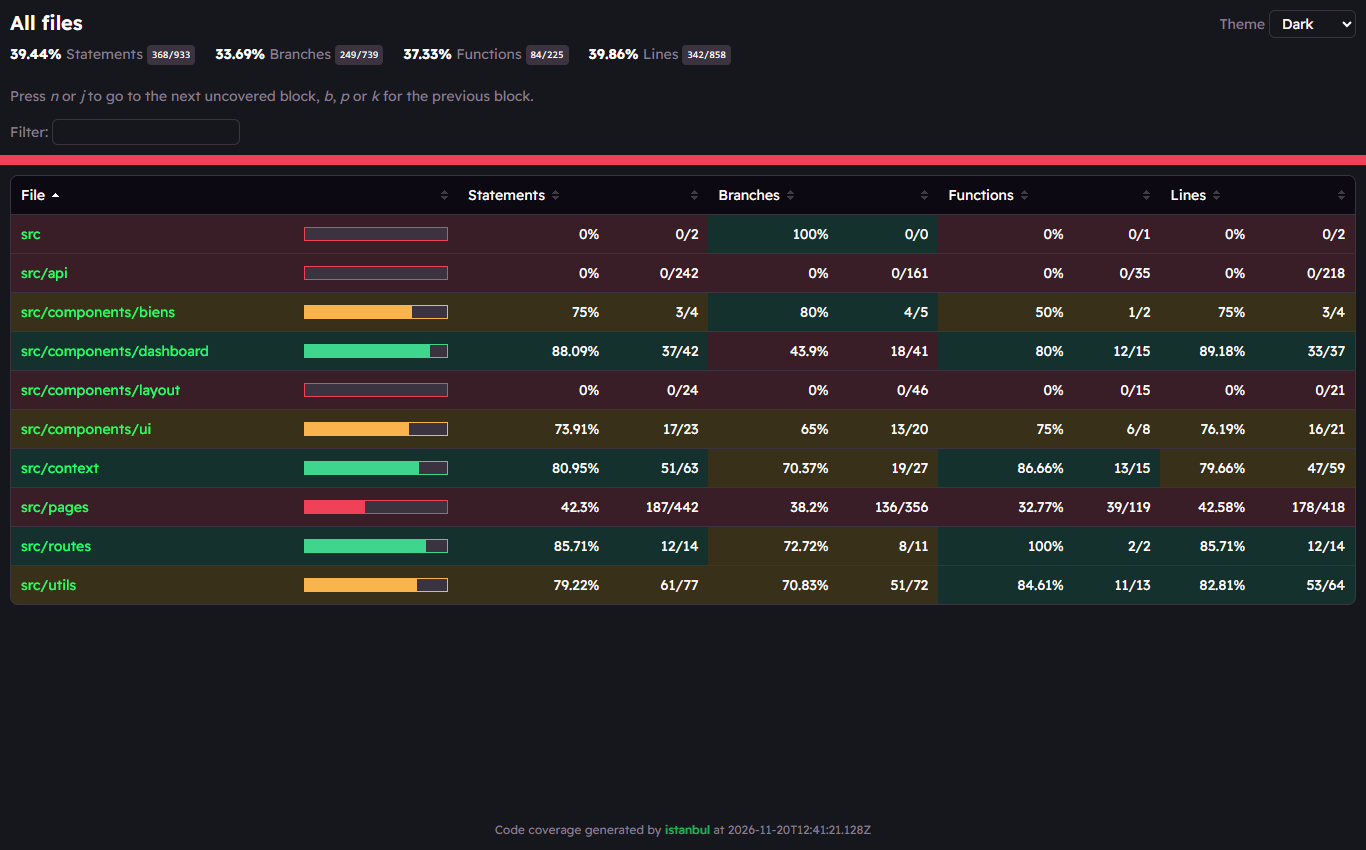 All files
Theme Dark
39.44% Statements 368/933 33.69% Branches 249/739 37.33% Functions 84/225 39.86% Lines 342/858
Press n or j to go to the next uncovered block, b, p or k for the previous block.
Filter:
File Statements Branches Functions Lines
src 0% 0/2 100% 0/0 0% 0/1 0% 0/2
src/api 0% 0/242 0% 0/161 0% 0/35 0% 0/218
src/components/biens 75% 3/4 80% 4/5 50% 1/2 75% 3/4
src/components/dashboard 88.09% 37/42 43.9% 18/41 80% 12/15 89.18% 33/37
src/components/layout 0% 0/24 0% 0/46 0% 0/15 0% 0/21
src/components/ui 73.91% 17/23 65% 13/20 75% 6/8 76.19% 16/21
src/context 80.95% 51/63 70.37% 19/27 86.66% 13/15 79.66% 47/59
src/pages 42.3% 187/442 38.2% 136/356 32.77% 39/119 42.58% 178/418
src/routes 85.71% 12/14 72.72% 8/11 100% 2/2 85.71% 12/14
src/utils 79.22% 61/77 70.83% 51/72 84.61% 11/13 82.81% 53/64
Code coverage generated by istanbul at 2026-11-20T12:41:21.128Z